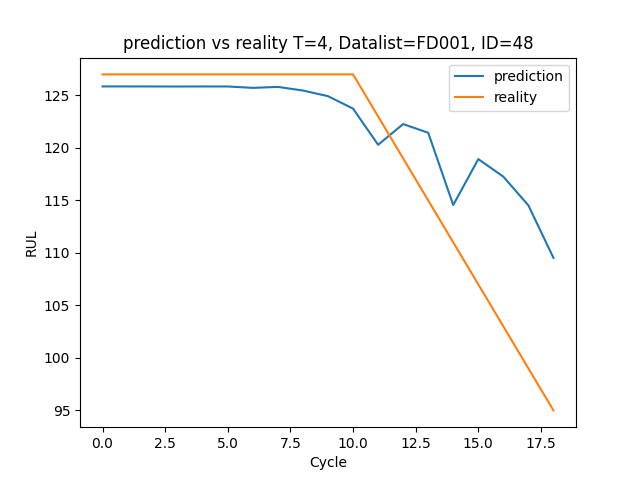 prediction vs reality T=4, Datalist=FD001, ID=48
prediction
reality
125
120
115
110
105
100
95
RUL
0.0 2.5 5.0 7.5 10.0 12.5 15.0 17.5
Cycle